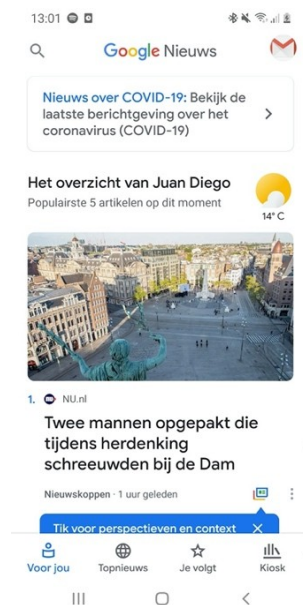 13:01
Google Nieuws
Nieuws over COVID-19: Bekijk de
laatste berichtgeving over het
coronavirus (COVID-19)
Het overzicht van Juan Diego
Populairste 5 artikelen op dit moment
14° C
1. NU.nl
Twee mannen opgepakt die
tijdens herdenking
schreeuwden bij de Dam
Nieuwskoppen · 1 uur geleden
Tik voor perspectieven en context
Voor jou Topnieuws Je volgt Kiosk